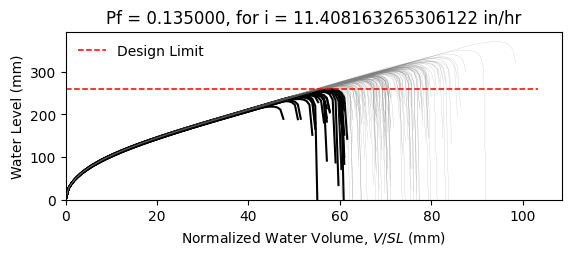 Pf = 0.135000, for i = 11.408163265306122 in/hr
Design Limit
Water Level (mm)
300
200
100
0
0 20 40 60 80 100
Normalized Water Volume, V/SL (mm)